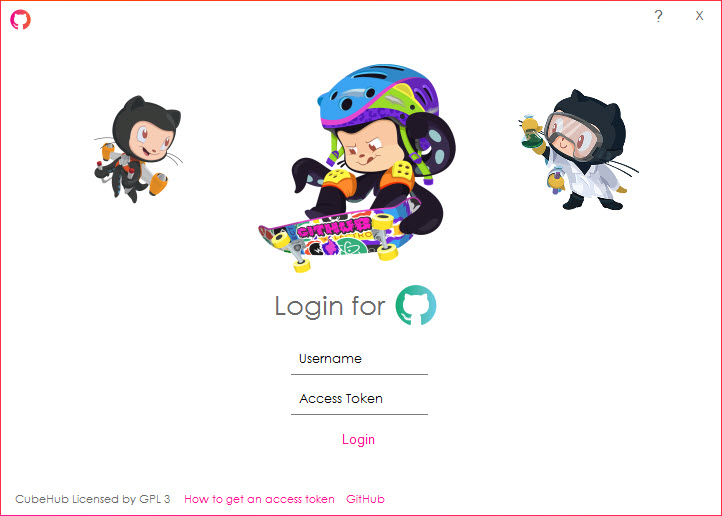 ? X
GITHUB
Login for
Username
Access Token
Login
CubeHub Licensed by GPL 3 How to get an access token GitHub